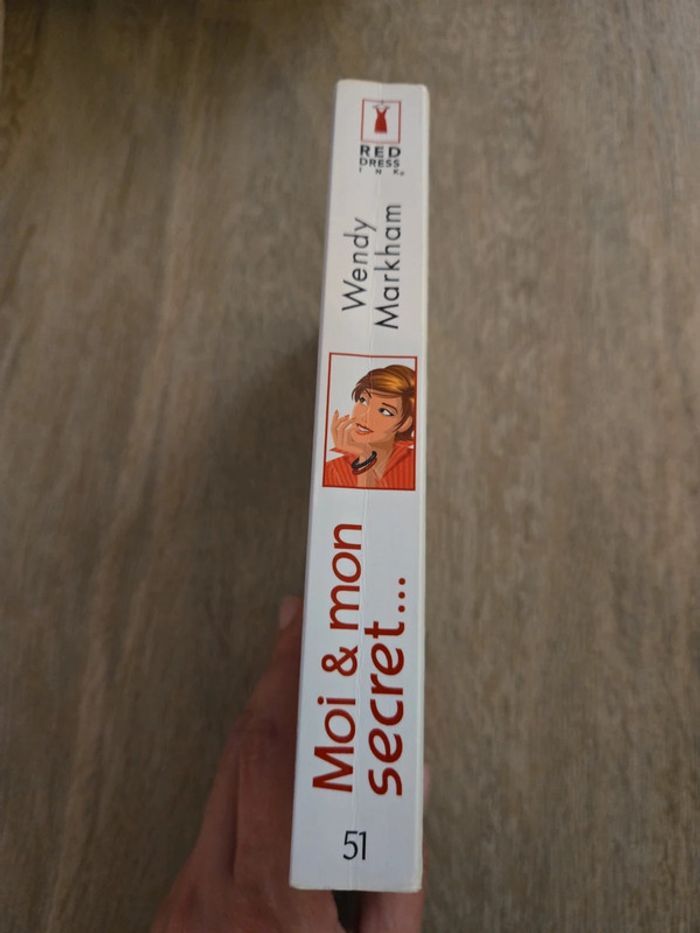 RED
DRESS
INK®
Wendy
Markham
Moi & mon
secret...
51